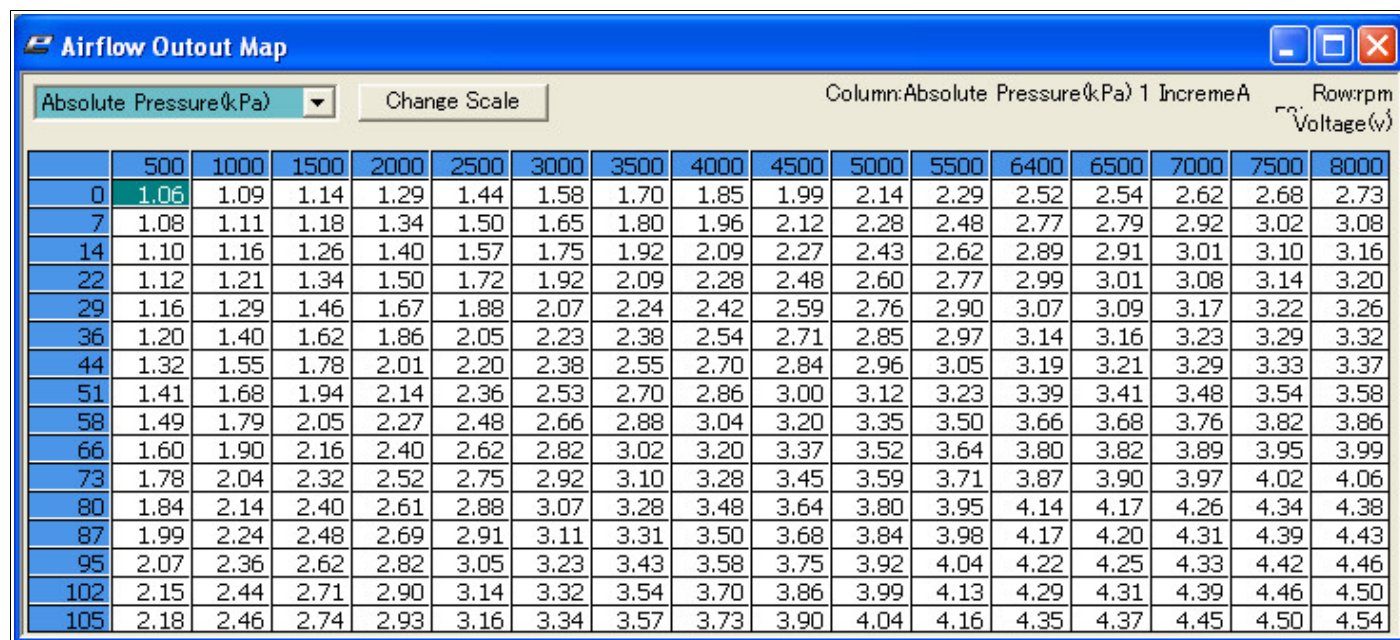 Airflow Outout Map
Absolute Pressure(kPa) Change Scale Column:Absolute Pressure(kPa) 1 IncremeA Row:rpm
Voltage(v)
500 1000 1500 2000 2500 3000 3500 4000 4500 5000 5500 6400 6500 7000 7500 8000
0 1.06 1.09 1.14 1.29 1.44 1.58 1.70 1.85 1.99 2.14 2.29 2.52 2.54 2.62 2.68 2.73
7 1.08 1.11 1.18 1.34 1.50 1.65 1.80 1.96 2.12 2.28 2.48 2.77 2.79 2.92 3.02 3.08
14 1.10 1.16 1.26 1.40 1.57 1.75 1.92 2.09 2.27 2.43 2.62 2.89 2.91 3.01 3.10 3.16
22 1.12 1.21 1.34 1.50 1.72 1.92 2.09 2.28 2.48 2.60 2.77 2.99 3.01 3.08 3.14 3.20
29 1.16 1.29 1.46 1.67 1.88 2.07 2.24 2.42 2.59 2.76 2.90 3.07 3.09 3.17 3.22 3.26
36 1.20 1.40 1.62 1.86 2.05 2.23 2.38 2.54 2.71 2.85 2.97 3.14 3.16 3.23 3.29 3.32
44 1.32 1.55 1.78 2.01 2.20 2.38 2.55 2.70 2.84 2.96 3.05 3.19 3.21 3.29 3.33 3.37
51 1.41 1.68 1.94 2.14 2.36 2.53 2.70 2.86 3.00 3.12 3.23 3.39 3.41 3.48 3.54 3.58
58 1.49 1.79 2.05 2.27 2.48 2.66 2.88 3.04 3.20 3.35 3.50 3.66 3.68 3.76 3.82 3.86
66 1.60 1.90 2.16 2.40 2.62 2.82 3.02 3.20 3.37 3.52 3.64 3.80 3.82 3.89 3.95 3.99
73 1.78 2.04 2.32 2.52 2.75 2.92 3.10 3.28 3.45 3.59 3.71 3.87 3.90 3.97 4.02 4.06
80 1.84 2.14 2.40 2.61 2.88 3.07 3.28 3.48 3.64 3.80 3.95 4.14 4.17 4.26 4.34 4.38
87 1.99 2.24 2.48 2.69 2.91 3.11 3.31 3.50 3.68 3.84 3.98 4.17 4.20 4.31 4.39 4.43
95 2.07 2.36 2.62 2.82 3.05 3.23 3.43 3.58 3.75 3.92 4.04 4.22 4.25 4.33 4.42 4.46
102 2.15 2.44 2.71 2.90 3.14 3.32 3.54 3.70 3.86 3.99 4.13 4.29 4.31 4.39 4.46 4.50
105 2.18 2.46 2.74 2.93 3.16 3.34 3.57 3.73 3.90 4.04 4.16 4.35 4.37 4.45 4.50 4.54